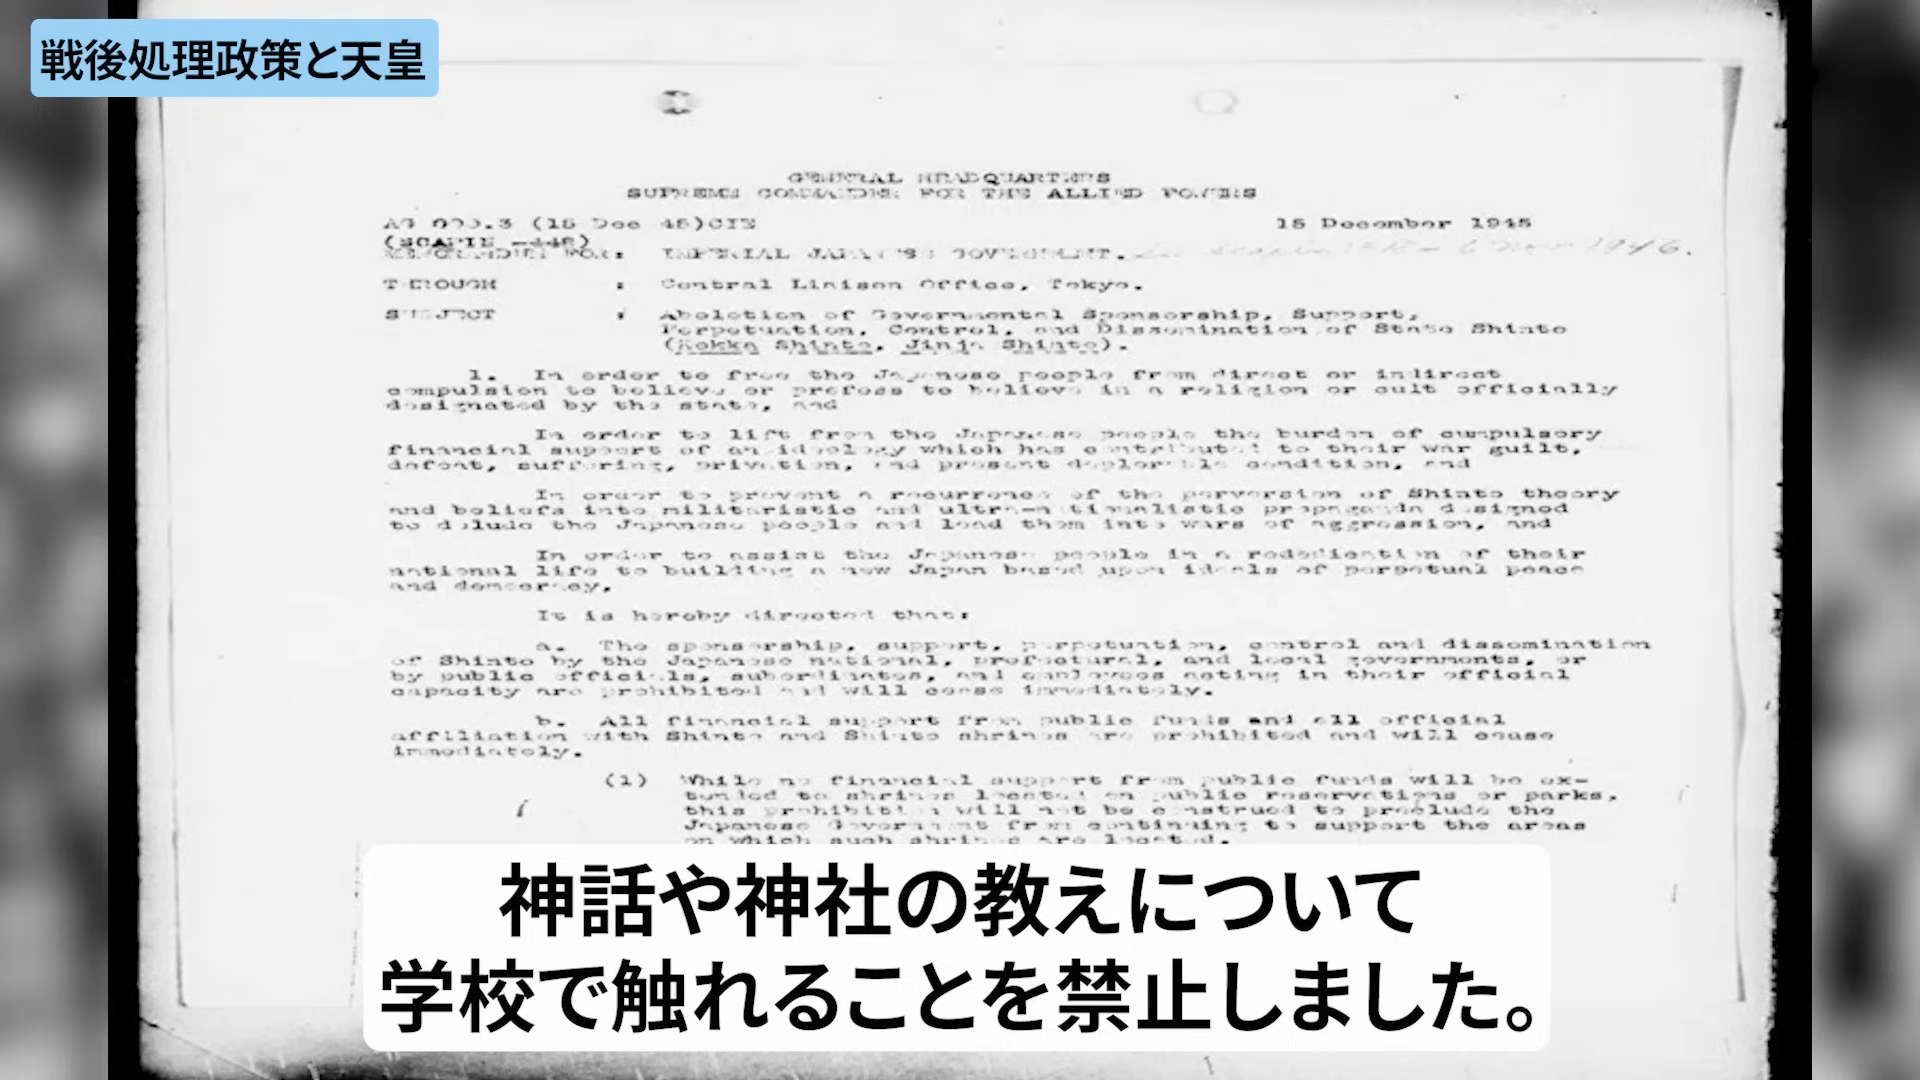 戦後処理政策と天皇
GENERAL HEADQUARTERS
SUPREME COMMANDER FOR THE ALLIED POWERS
(15 Dec 45)CIE
15 December 1945
(SCAPIN -448)
MEMORANDUM FOR: IMPERIAL JAPANESE GOVERNMENT.
1946.
THROUGH : Central Liaison Office, Tokyo.
SUBJECT : Abolotion of Governmental Sponsorship, Support,
Perpetuation, Control, and Dissemination of State Shinto
(Kokka Shinto, Jinja Shinto).
1. In order to free the Japanese people from direct or indirect
compulsion to believe or profess to believe in a religion or cult officially
designated by the state, and
In order to lift from the Japanese people the burden of compulsory
financial support of an ideology which has contributed to their war guilt,
defeat, suffering, privation, and present deplorable condition, and
In order to prevent a recurrence of the perversion of Shinto theory
and beliefs into militaristic and ultra-nationalistic propaganda designed
to delude the Japanese people and lead them into wars of aggression, and
In order to assist the Japanese people in a rededication of their
national life to building a new Japan based upon ideals of perpetual peace
and democracy,
It is hereby directed that:
a. The sponsorship, support, perpetuation, control and dissemination
of Shinto by the Japanese national, prefectural, and local governments, or
by public officials, subordinates, and employees acting in their official
capacity are prohibited and will cease immediately.
b. All financial support from public funds and all official
affiliation with Shinto and Shinto shrines are prohibited and will cease
immediately.
(1) While no financial support from public funds will be ex-
tended to shrines located on public reservations or parks,
this prohibition will not be construed to preclude the
Japanese Government from continuing to support the areas
on which such shrines are located.
神話や神社の教えについて
学校で触れることを禁止しました。